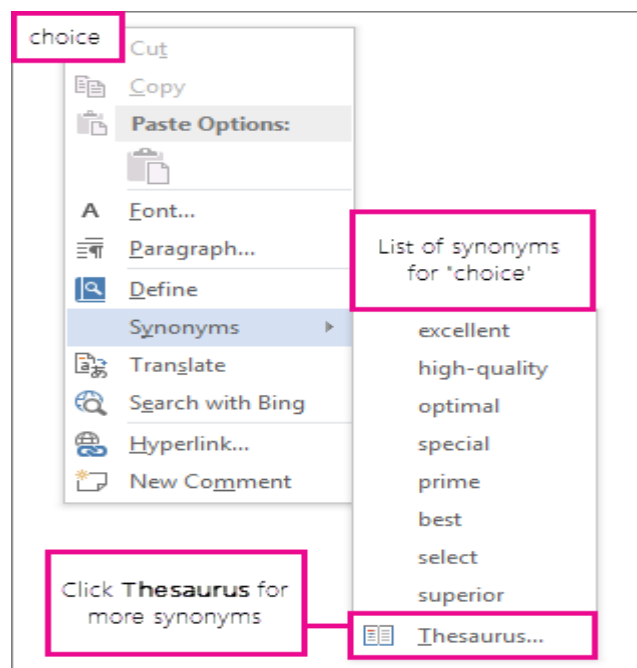 choice
Cut
Copy
Paste Options:
Font...
Paragraph...
Define
Synonyms
Translate
Search with Bing
Hyperlink...
New Comment
List of synonyms
for 'choice'
excellent
high-quality
optimal
special
prime
best
select
superior
Thesaurus...
Click Thesaurus for
more synonyms